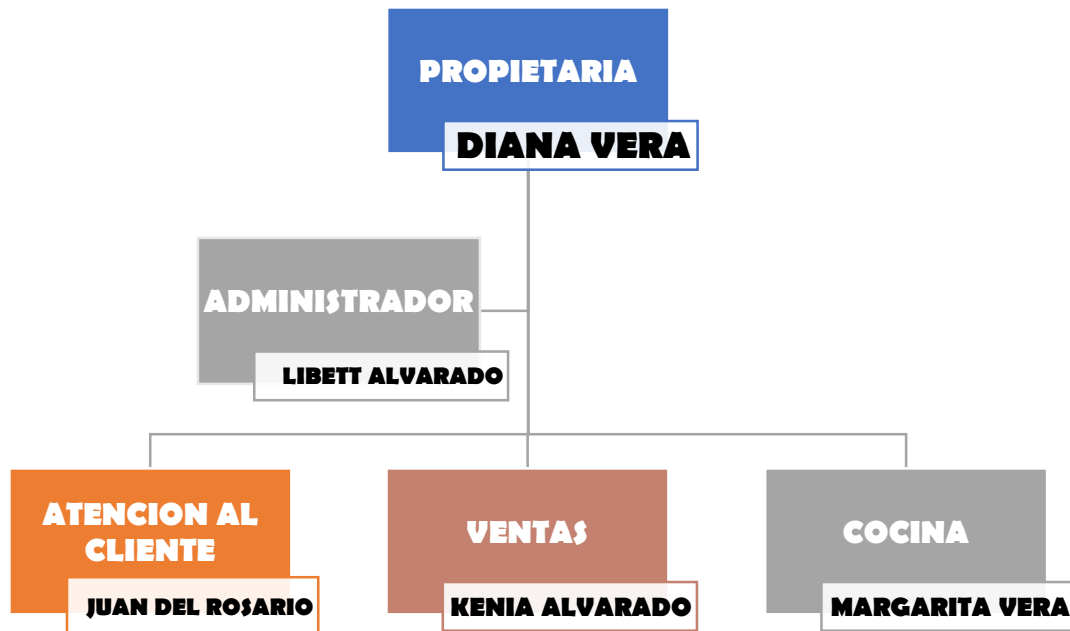 PROPIETARIA
DIANA VERA
ADMINISTRADOR
LIBETT ALVARADO
ATENCION AL
CLIENTE
JUAN DEL ROSARIO
VENTAS
KENIA ALVARADO
COCINA
MARGARITA VERA